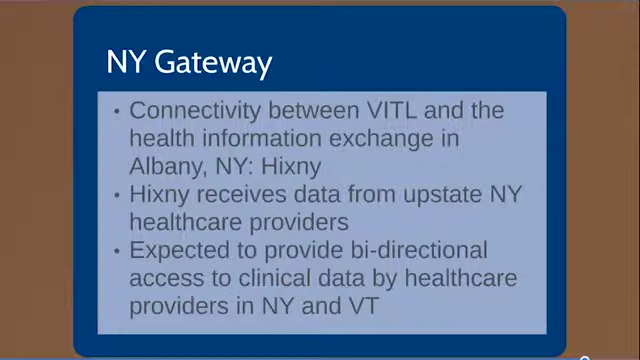 NY Gateway
• Connectivity between VITL and the
health information exchange in
Albany, NY: Hixny
• Hixny receives data from upstate NY
healthcare providers
• Expected to provide bi-directional
access to clinical data by healthcare
providers in NY and VT